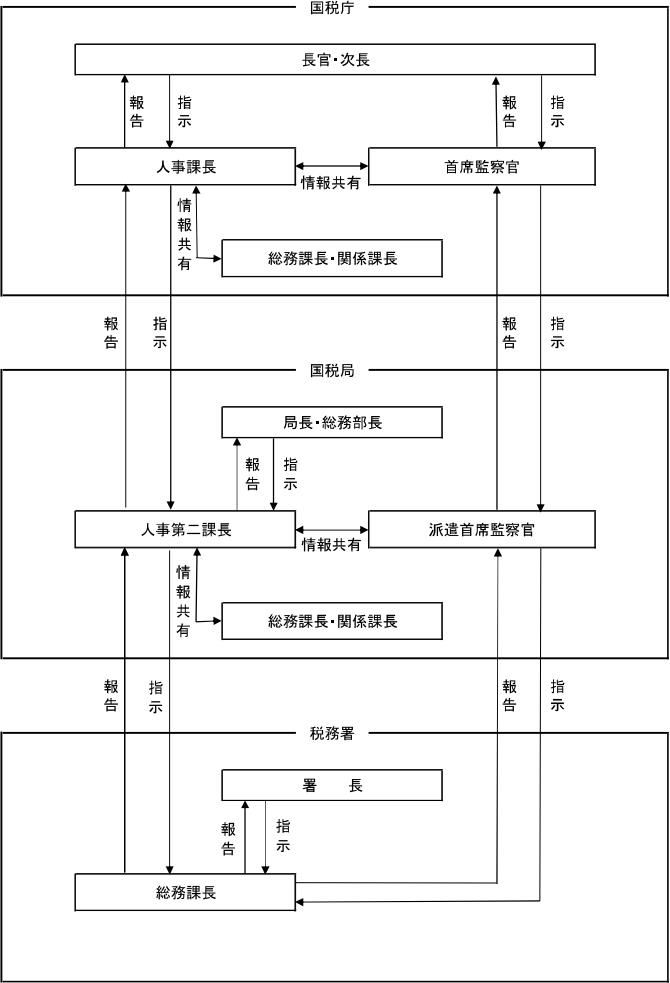 国税庁
長官・次長
報告
指示
報告
指示
人事課長
首席監察官
情報共有
情報共有
総務課長・関係課長
報告
指示
報告
指示
国税局
局長・総務部長
報告
指示
人事第二課長
派遣首席監察官
情報共有
情報共有
総務課長・関係課長
報告
指示
報告
指示
税務署
署　　長
報告
指示
総務課長